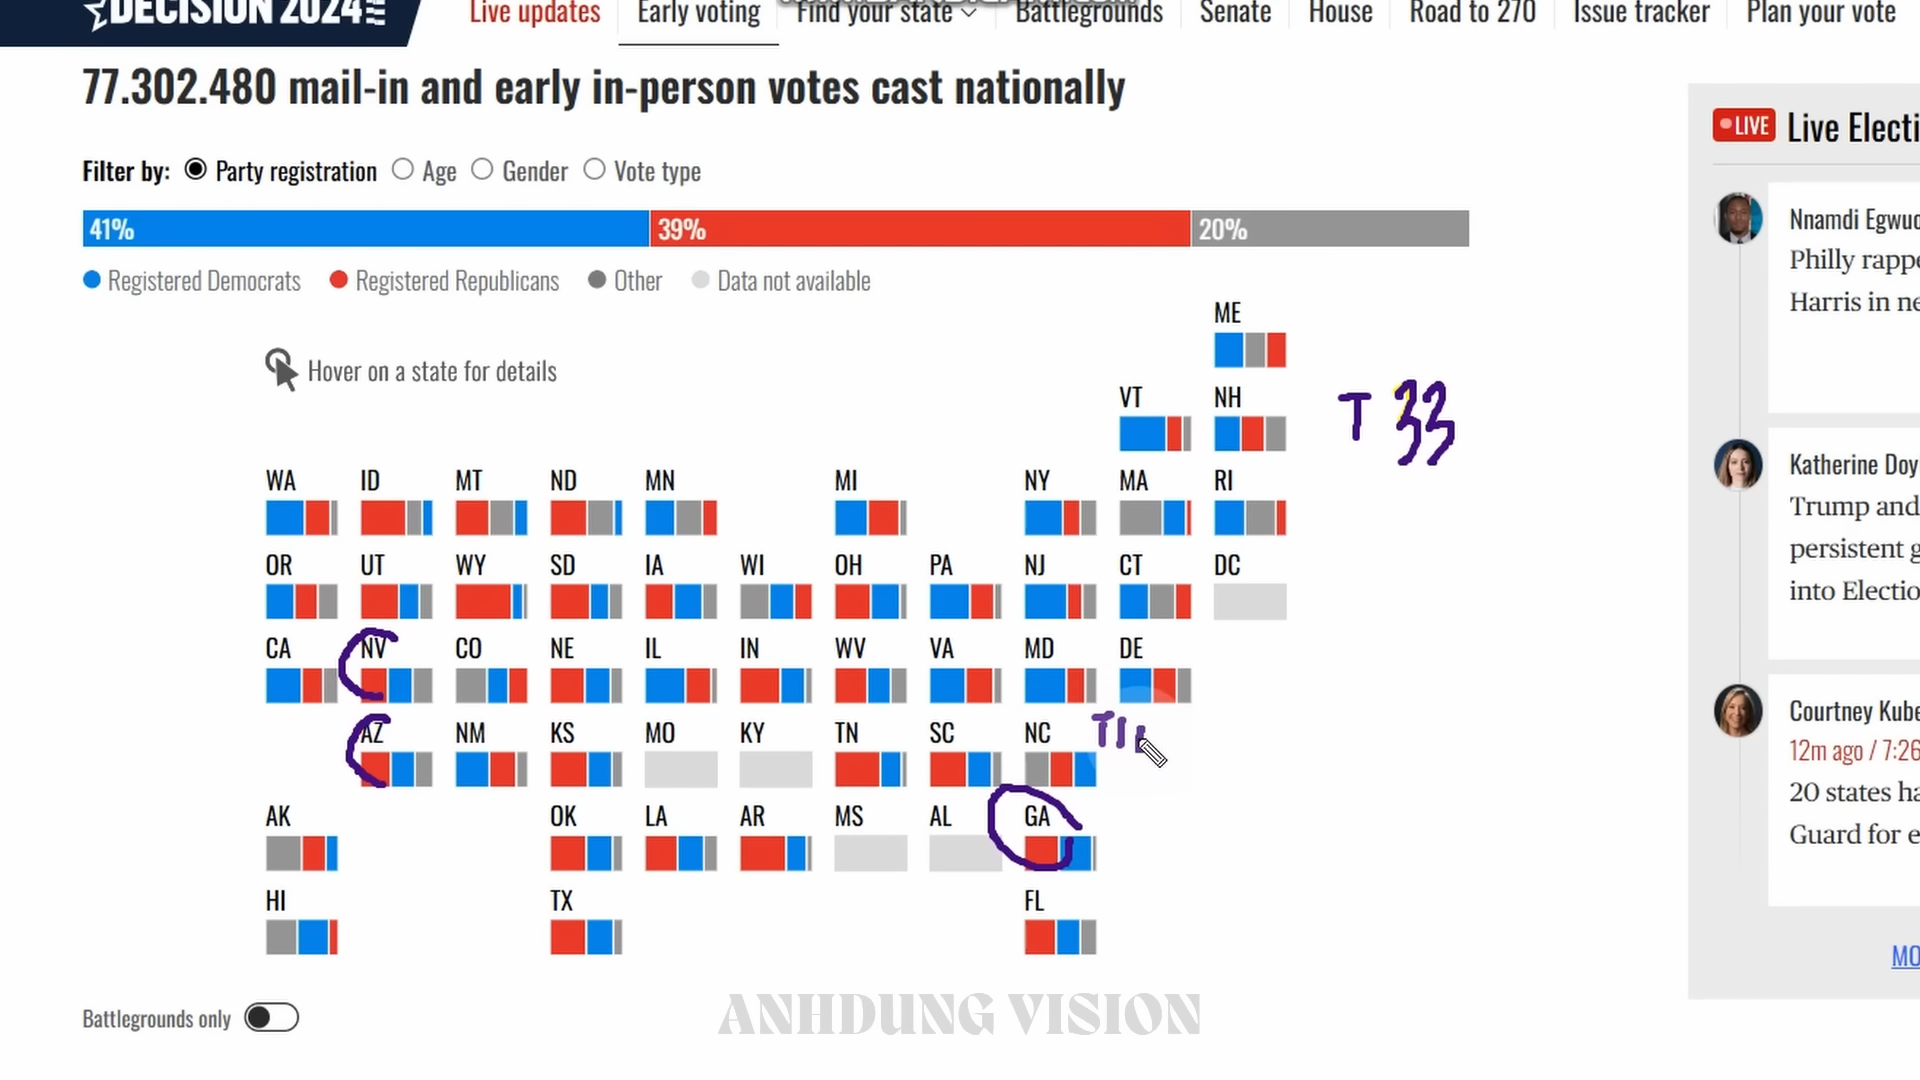 DECISION 2024
Live updates
Early voting
Find your state
Battlegrounds
Senate
House
Road to 270
Issue tracker
Plan your vote
77.302.480 mail-in and early in-person votes cast nationally
Filter by: Party registration Age Gender Vote type
41% 39% 20%
Registered Democrats Registered Republicans Other Data not available
Hover on a state for details
ME
VT NH
T 33
WA ID MT ND MN MI NY MA RI
OR UT WY SD IA WI OH PA NJ CT DC
CA NV CO NE IL IN WV VA MD DE
AZ NM KS MO KY TN SC NC
AK OK LA AR MS AL GA
HI TX FL
Battlegrounds only
ANHDUNG VISION
LIVE Live Electi
Nnamdi Egwuo
Philly rappe
Harris in ne
Katherine Doy
Trump and
persistent g
into Electio
Courtney Kube
12m ago / 7:26
20 states ha
Guard for e
MO